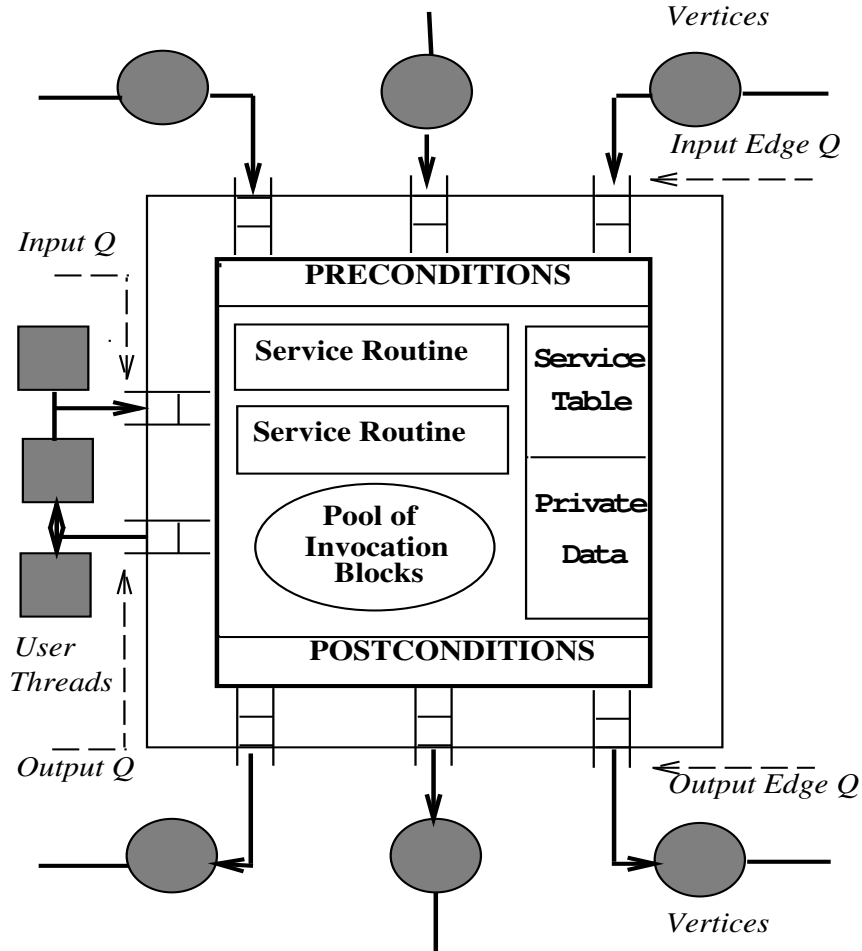 Vertices
Input Edge Q
Input Q
PRECONDITIONS
Service Routine
Service
Table
Service Routine
Pool of
Invocation
Blocks
Private
Data
User
Threads
POSTCONDITIONS
Output Q
Output Edge Q
Vertices